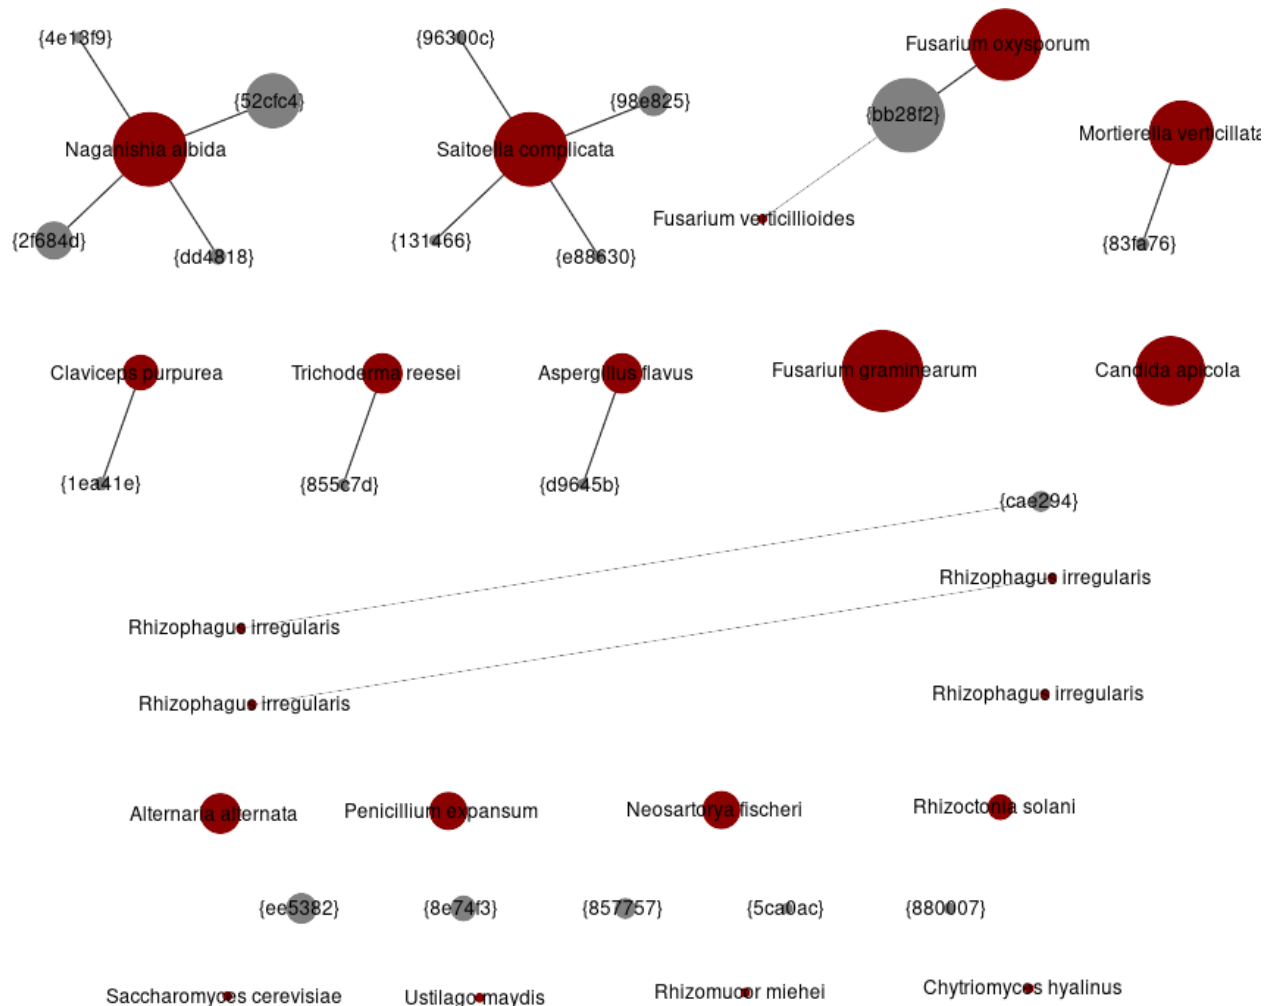 {4e13f9}
{96300c}
Fusarium oxysporum
{52cfc4}
{98e825}
{bb28f2}
Mortierella verticillata
Naganishia albida
Saitoella complicata
Fusarium verticillioides
{2f684d}
{dd4818}
{131466}
{e88630}
{83fa76}
Claviceps purpurea
Trichoderma reesei
Aspergillus flavus
Fusarium graminearum
Candida apicola
{1ea41e}
{855c7d}
{d9645b}
{cae294}
Rhizophagus irregularis
Rhizophagus irregularis
Rhizophagus irregularis
Rhizophagus irregularis
Alternaria alternata
Penicillium expansum
Neosartorya fischeri
Rhizoctonia solani
{ee5382}
{8e74f3}
{857757}
{5ca0ac}
{880007}
Saccharomyces cerevisiae
Ustilago maydis
Rhizomucor miehei
Chytriomyces hyalinus